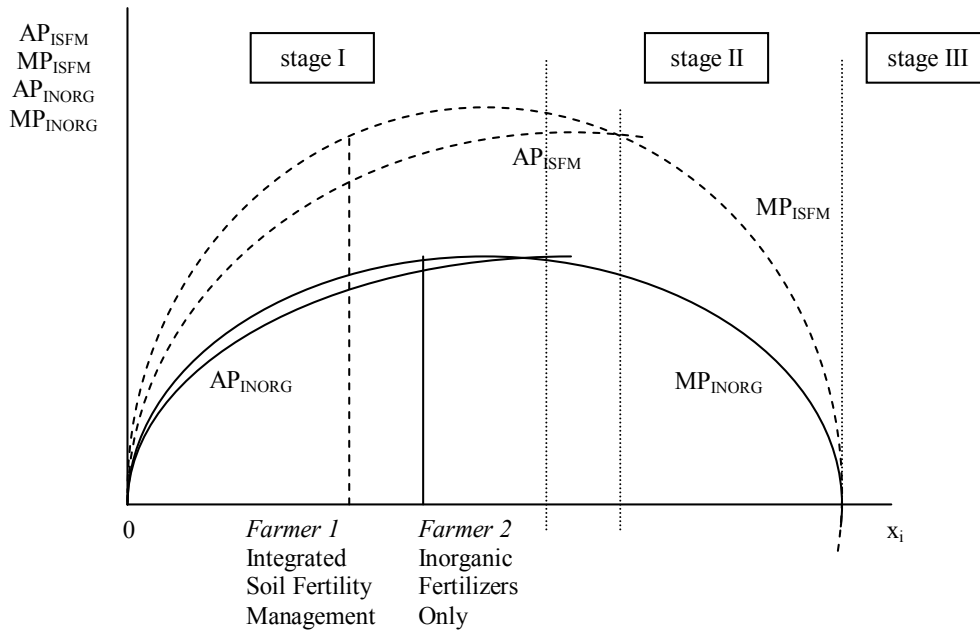 AP_ISFM
MP_ISFM
AP_INORG
MP_INORG
stage I
stage II
stage III
AP_ISFM
MP_ISFM
AP_INORG
MP_INORG
0
x_i
Farmer 1
Integrated
Soil Fertility
Management
Farmer 2
Inorganic
Fertilizers
Only